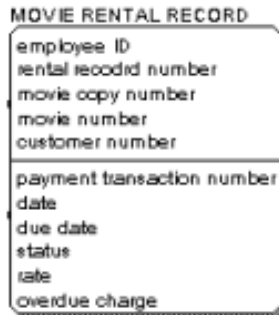 MOVIE RENTAL RECORD
employee ID
rental recodrd number
movie copy number
movie number
customer number
payment transaction number
date
due date
status
rate
overdue charge